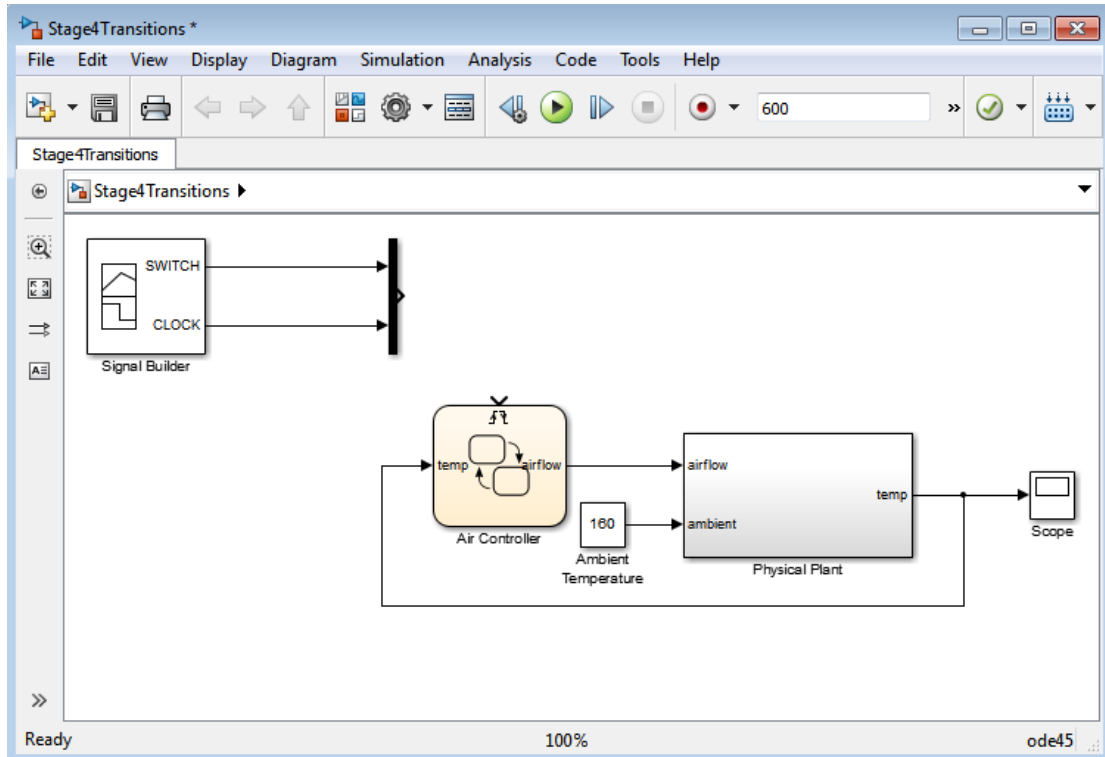 Stage4Transitions *
File Edit View Display Diagram Simulation Analysis Code Tools Help
600 »
Stage4Transitions
Stage4Transitions
SWITCH
CLOCK
Signal Builder
temp airflow
Air Controller
160
Ambient
Temperature
airflow
temp
ambient
Physical Plant
Scope
Ready 100% ode45